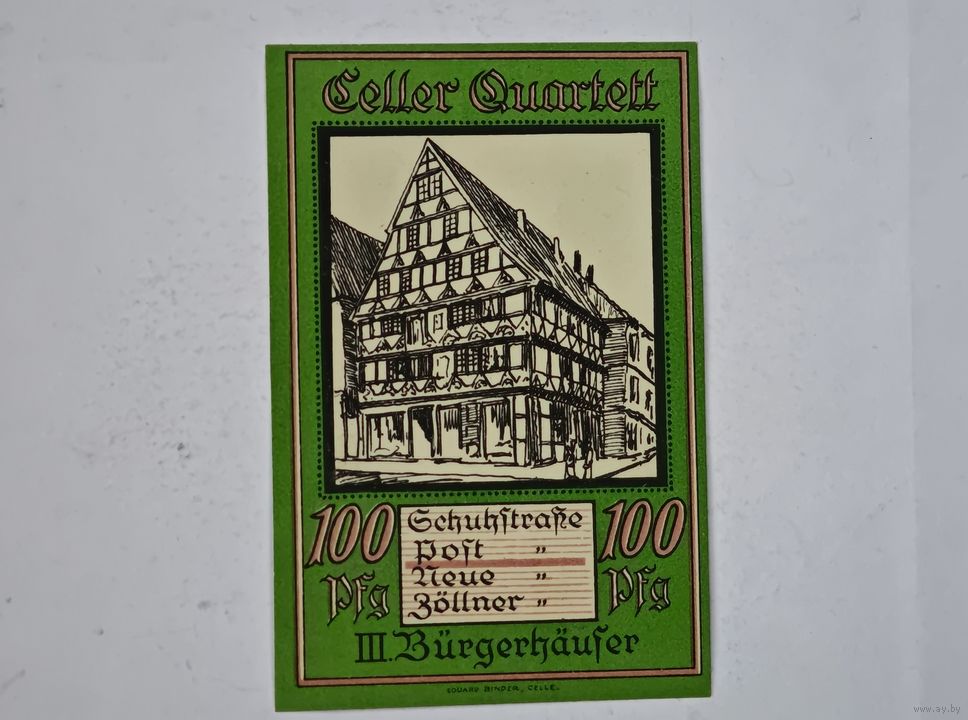 Celler Quartett
100 Schuhstraße 100
Post "
Neue "
Pfg Zöllner " Pfg
III. Bürgerhäuser
EDUARD BINDER, CELLE.
www.ay.by